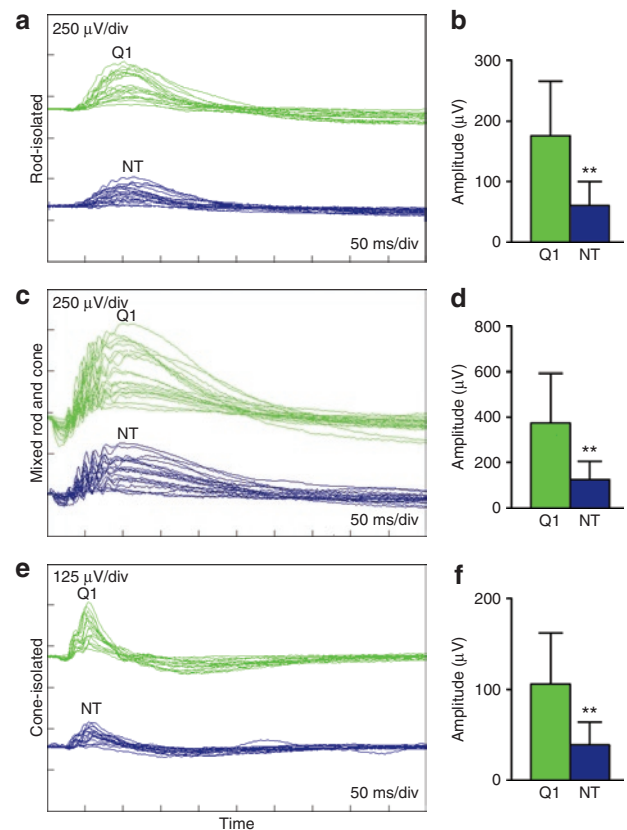 a
250 µV/div
Q1
NT
Rod-isolated
50 ms/div
b
300
200
100
0
Amplitude (µV)
**
Q1 NT
c
250 µV/div
Q1
NT
Mixed rod and cone
50 ms/div
d
800
600
400
200
0
Amplitude (µV)
**
Q1 NT
e
125 µV/div
Q1
NT
Cone-isolated
50 ms/div
Time
f
200
100
0
Amplitude (µV)
**
Q1 NT